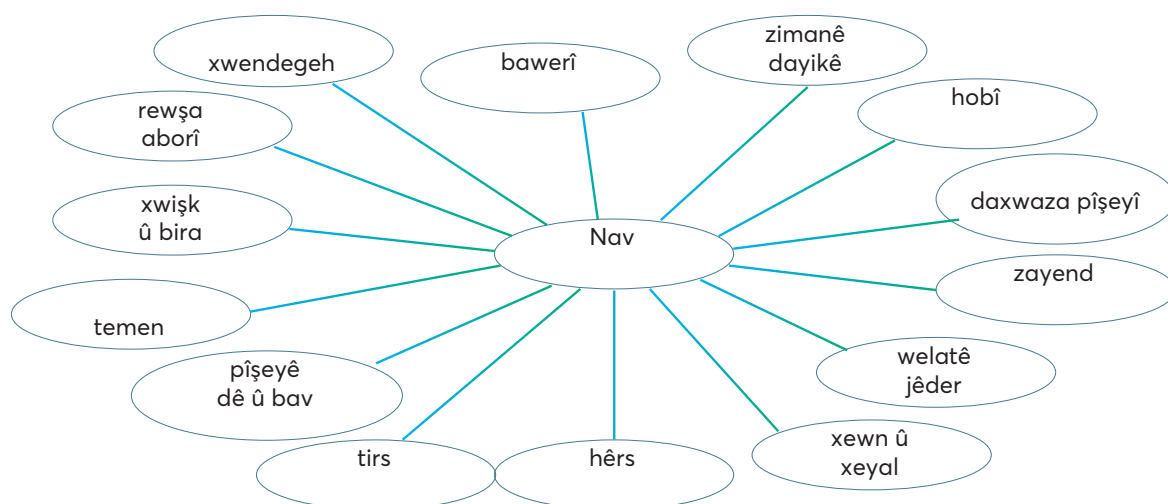 xwendegeh
bawerî
zimanê
dayikê
hobî
rewşa
aborî
daxwaza pîşeyî
xwişk
û bira
Nav
zayend
temen
welatê
jêder
pîşeyê
dê û bav
xewn û
xeyal
tirs
hêrs